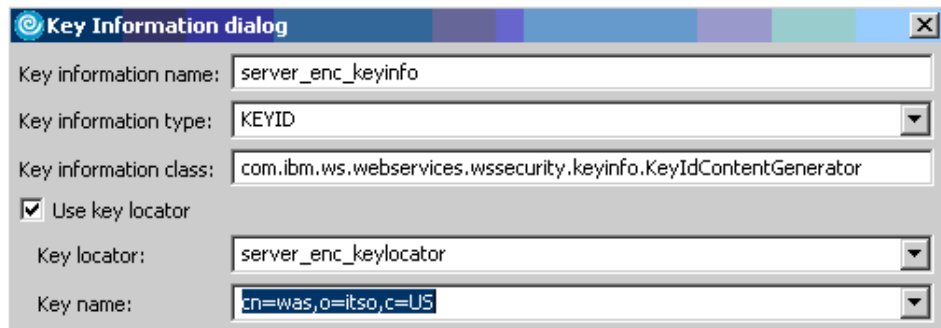 Key Information dialog
Key information name: server_enc_keyinfo
Key information type: KEYID
Key information class: com.ibm.ws.webservices.wssecurity.keyinfo.KeyIdContentGenerator
Use key locator
Key locator: server_enc_keylocator
Key name: cn=was,o=itso,c=US